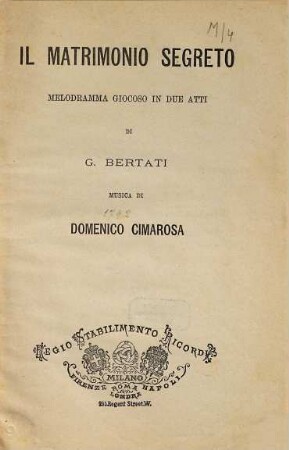 M/4
IL MATRIMONIO SEGRETO
MELODRAMMA GIOCOSO IN DUE ATTI
DI
G. BERTATI
MUSICA DI
1792
DOMENICO CIMAROSA
REGIO STABILIMENTO RICORDI
MILANO
FIRENZE ROMA NAPOLI
LONDRA
265, Regent Street, W.